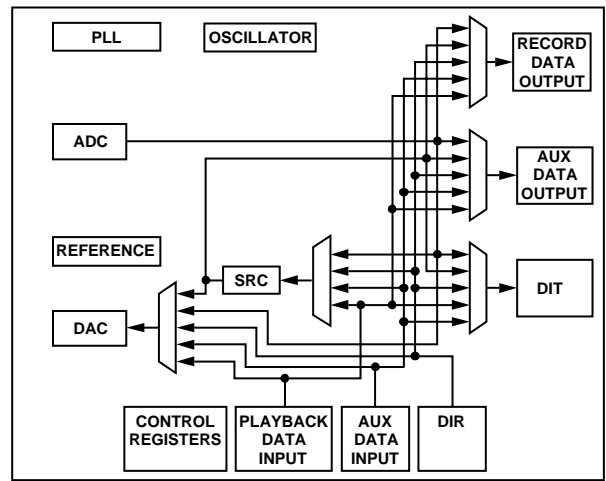 PLL
OSCILLATOR
RECORD
DATA
OUTPUT
ADC
AUX
DATA
OUTPUT
REFERENCE
SRC
DIT
DAC
CONTROL
REGISTERS
PLAYBACK
DATA
INPUT
AUX
DATA
INPUT
DIR